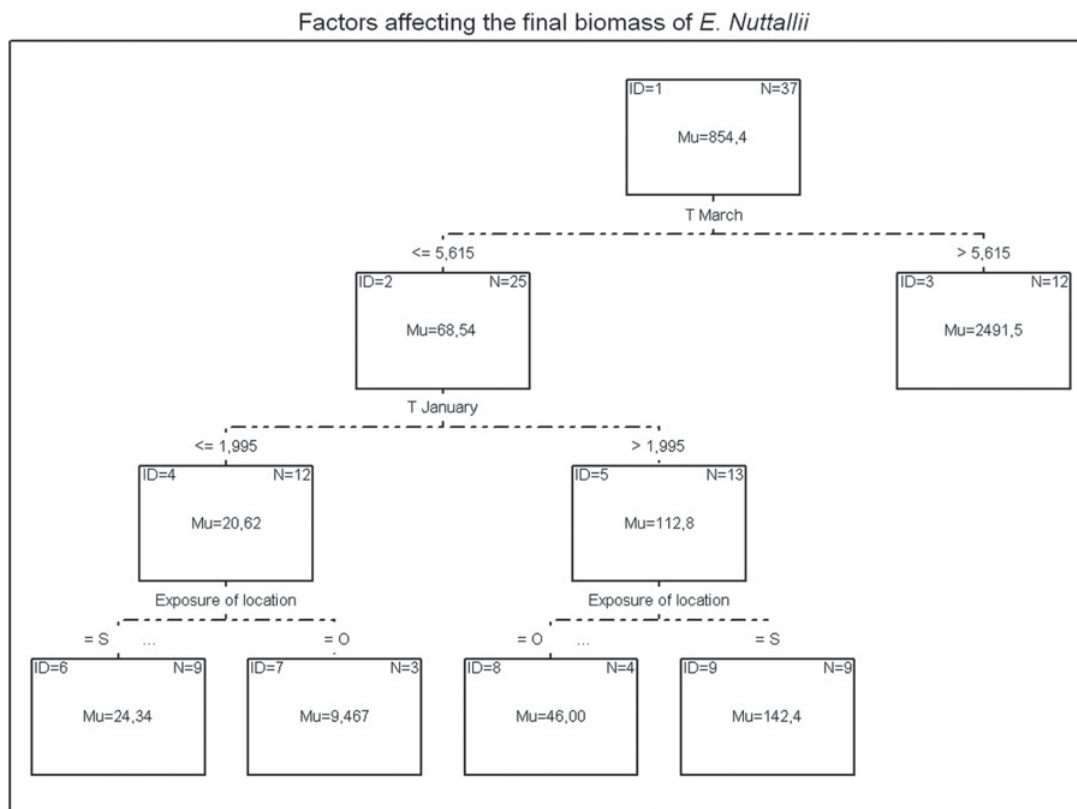 Factors affecting the final biomass of E. Nuttallii
ID=1 N=37
Mu=854,4
T March
<= 5,615 > 5,615
ID=2 N=25 ID=3 N=12
Mu=68,54 Mu=2491,5
T January
<= 1,995 > 1,995
ID=4 N=12 ID=5 N=13
Mu=20,62 Mu=112,8
Exposure of location Exposure of location
= S ... = O = O ... = S
ID=6 N=9 ID=7 N=3 ID=8 N=4 ID=9 N=9
Mu=24,34 Mu=9,467 Mu=46,00 Mu=142,4